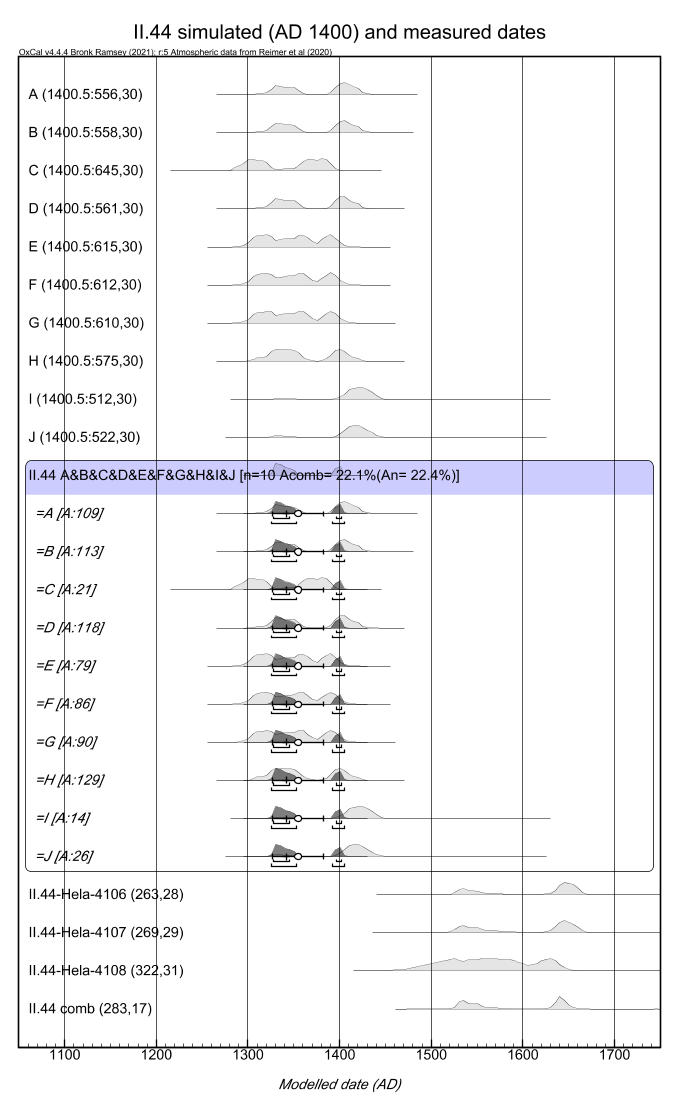 II.44 simulated (AD 1400) and measured dates
OxCal v4.4.4 Bronk Ramsey (2021); r:5 Atmospheric data from Reimer et al (2020)
A (1400.5:556,30)
B (1400.5:558,30)
C (1400.5:645,30)
D (1400.5:561,30)
E (1400.5:615,30)
F (1400.5:612,30)
G (1400.5:610,30)
H (1400.5:575,30)
I (1400.5:512,30)
J (1400.5:522,30)
II.44 A&B&C&D&E&F&G&H&I&J [n=10 Acomb= 22.1%(An= 22.4%)]
=A [A:109]
=B [A:113]
=C [A:21]
=D [A:118]
=E [A:79]
=F [A:86]
=G [A:90]
=H [A:129]
=I [A:14]
=J [A:26]
II.44-Hela-4106 (263,28)
II.44-Hela-4107 (269,29)
II.44-Hela-4108 (322,31)
II.44 comb (283,17)
1100 1200 1300 1400 1500 1600 1700
Modelled date (AD)